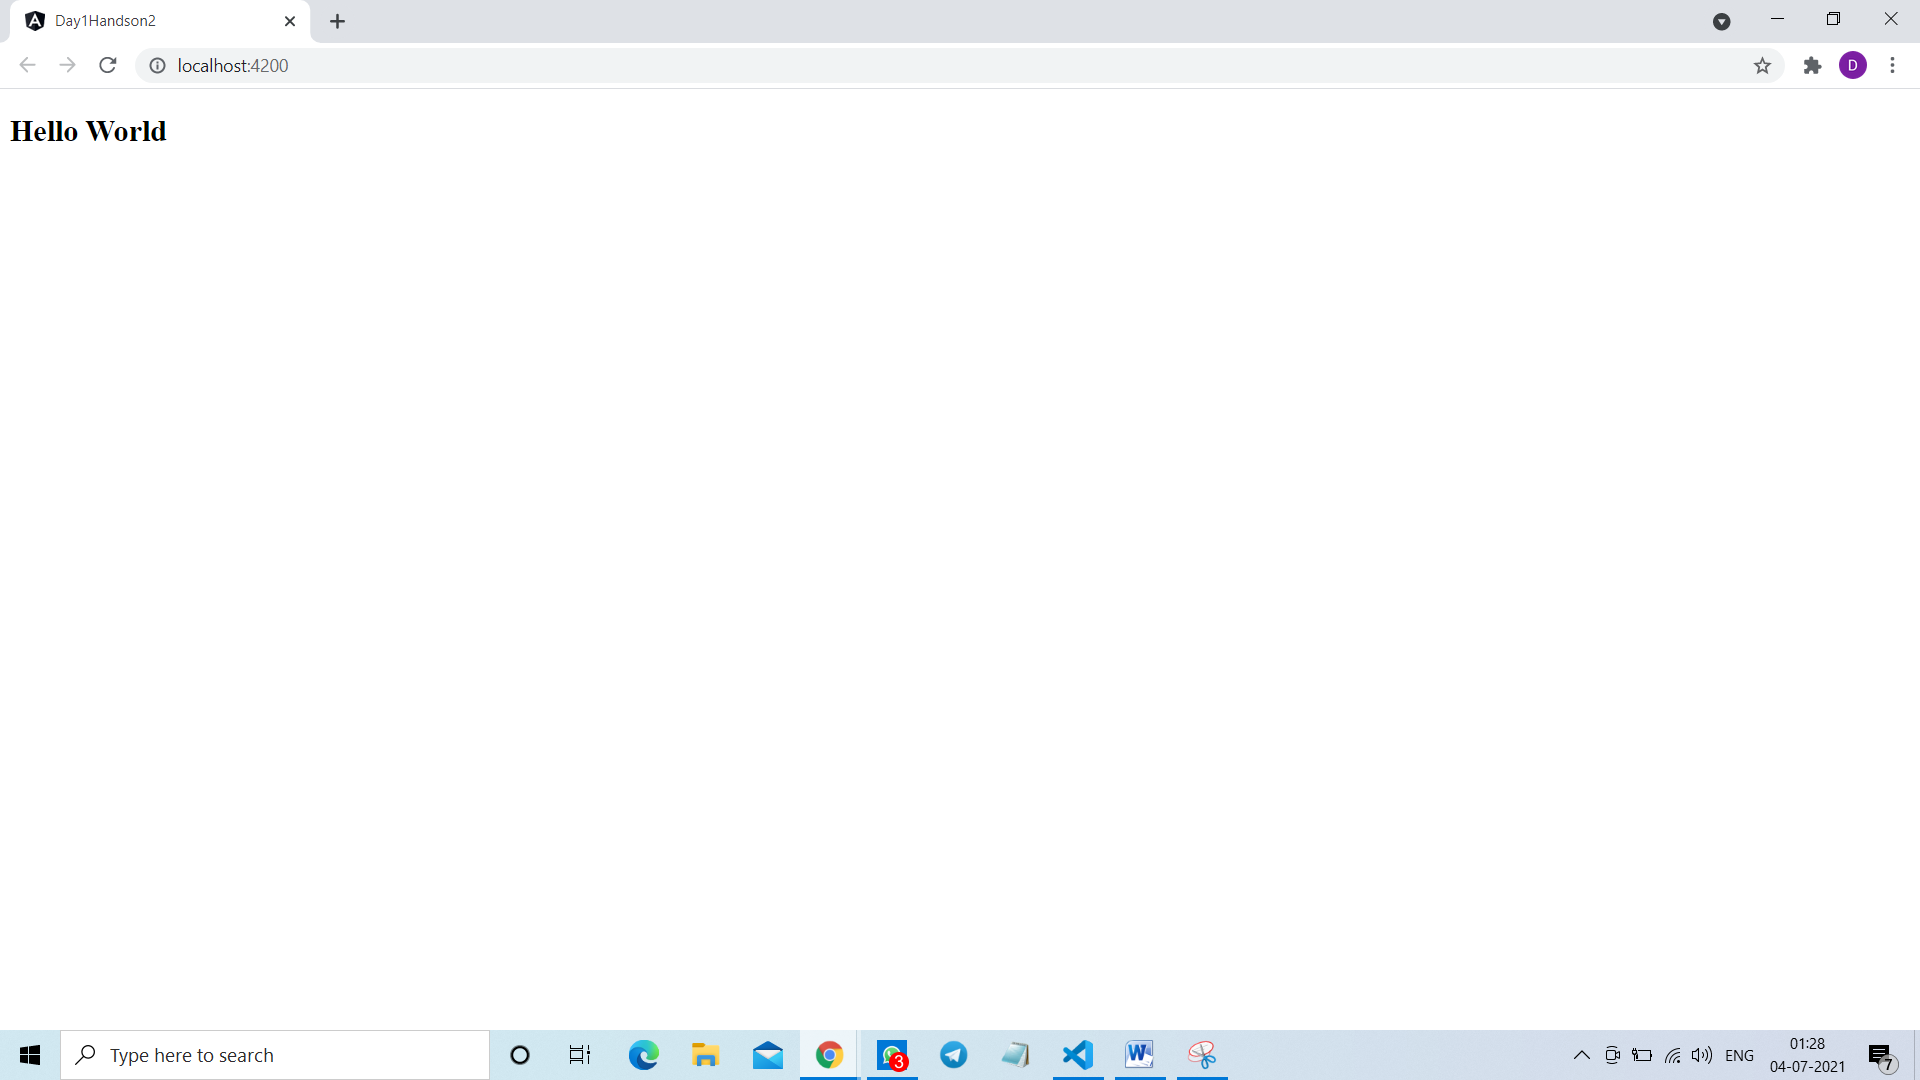 Day1Handson2
localhost:4200
D
Hello World
Type here to search
3
W
ENG
01:28
04-07-2021
7